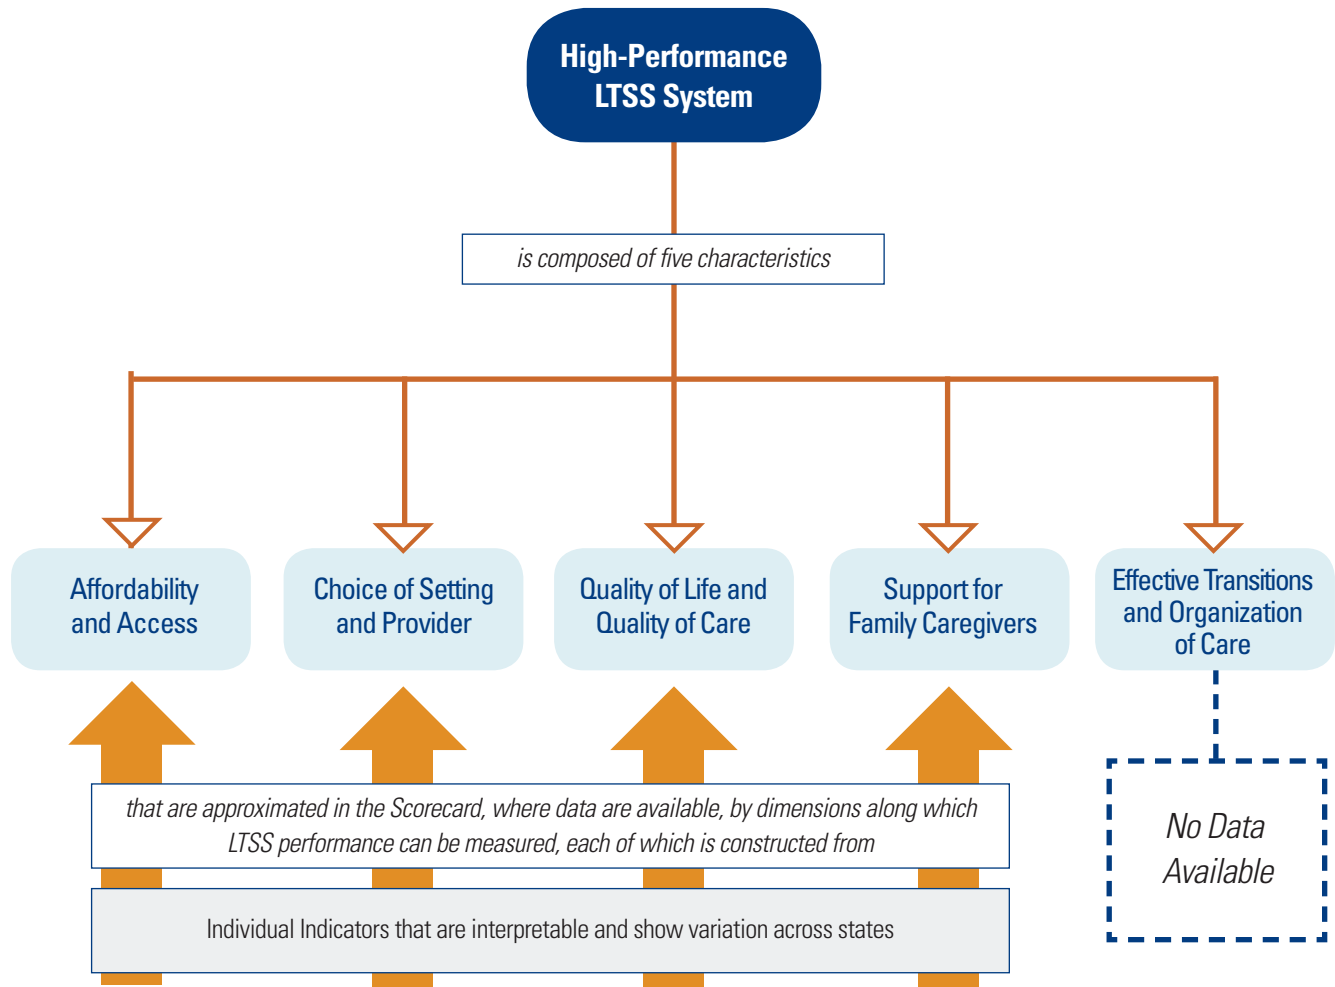 High-Performance
LTSS System
is composed of five characteristics
Affordability
and Access
Choice of Setting
and Provider
Quality of Life and
Quality of Care
Support for
Family Caregivers
Effective Transitions
and Organization
of Care
that are approximated in the Scorecard, where data are available, by dimensions along which
LTSS performance can be measured, each of which is constructed from
No Data
Available
Individual Indicators that are interpretable and show variation across states